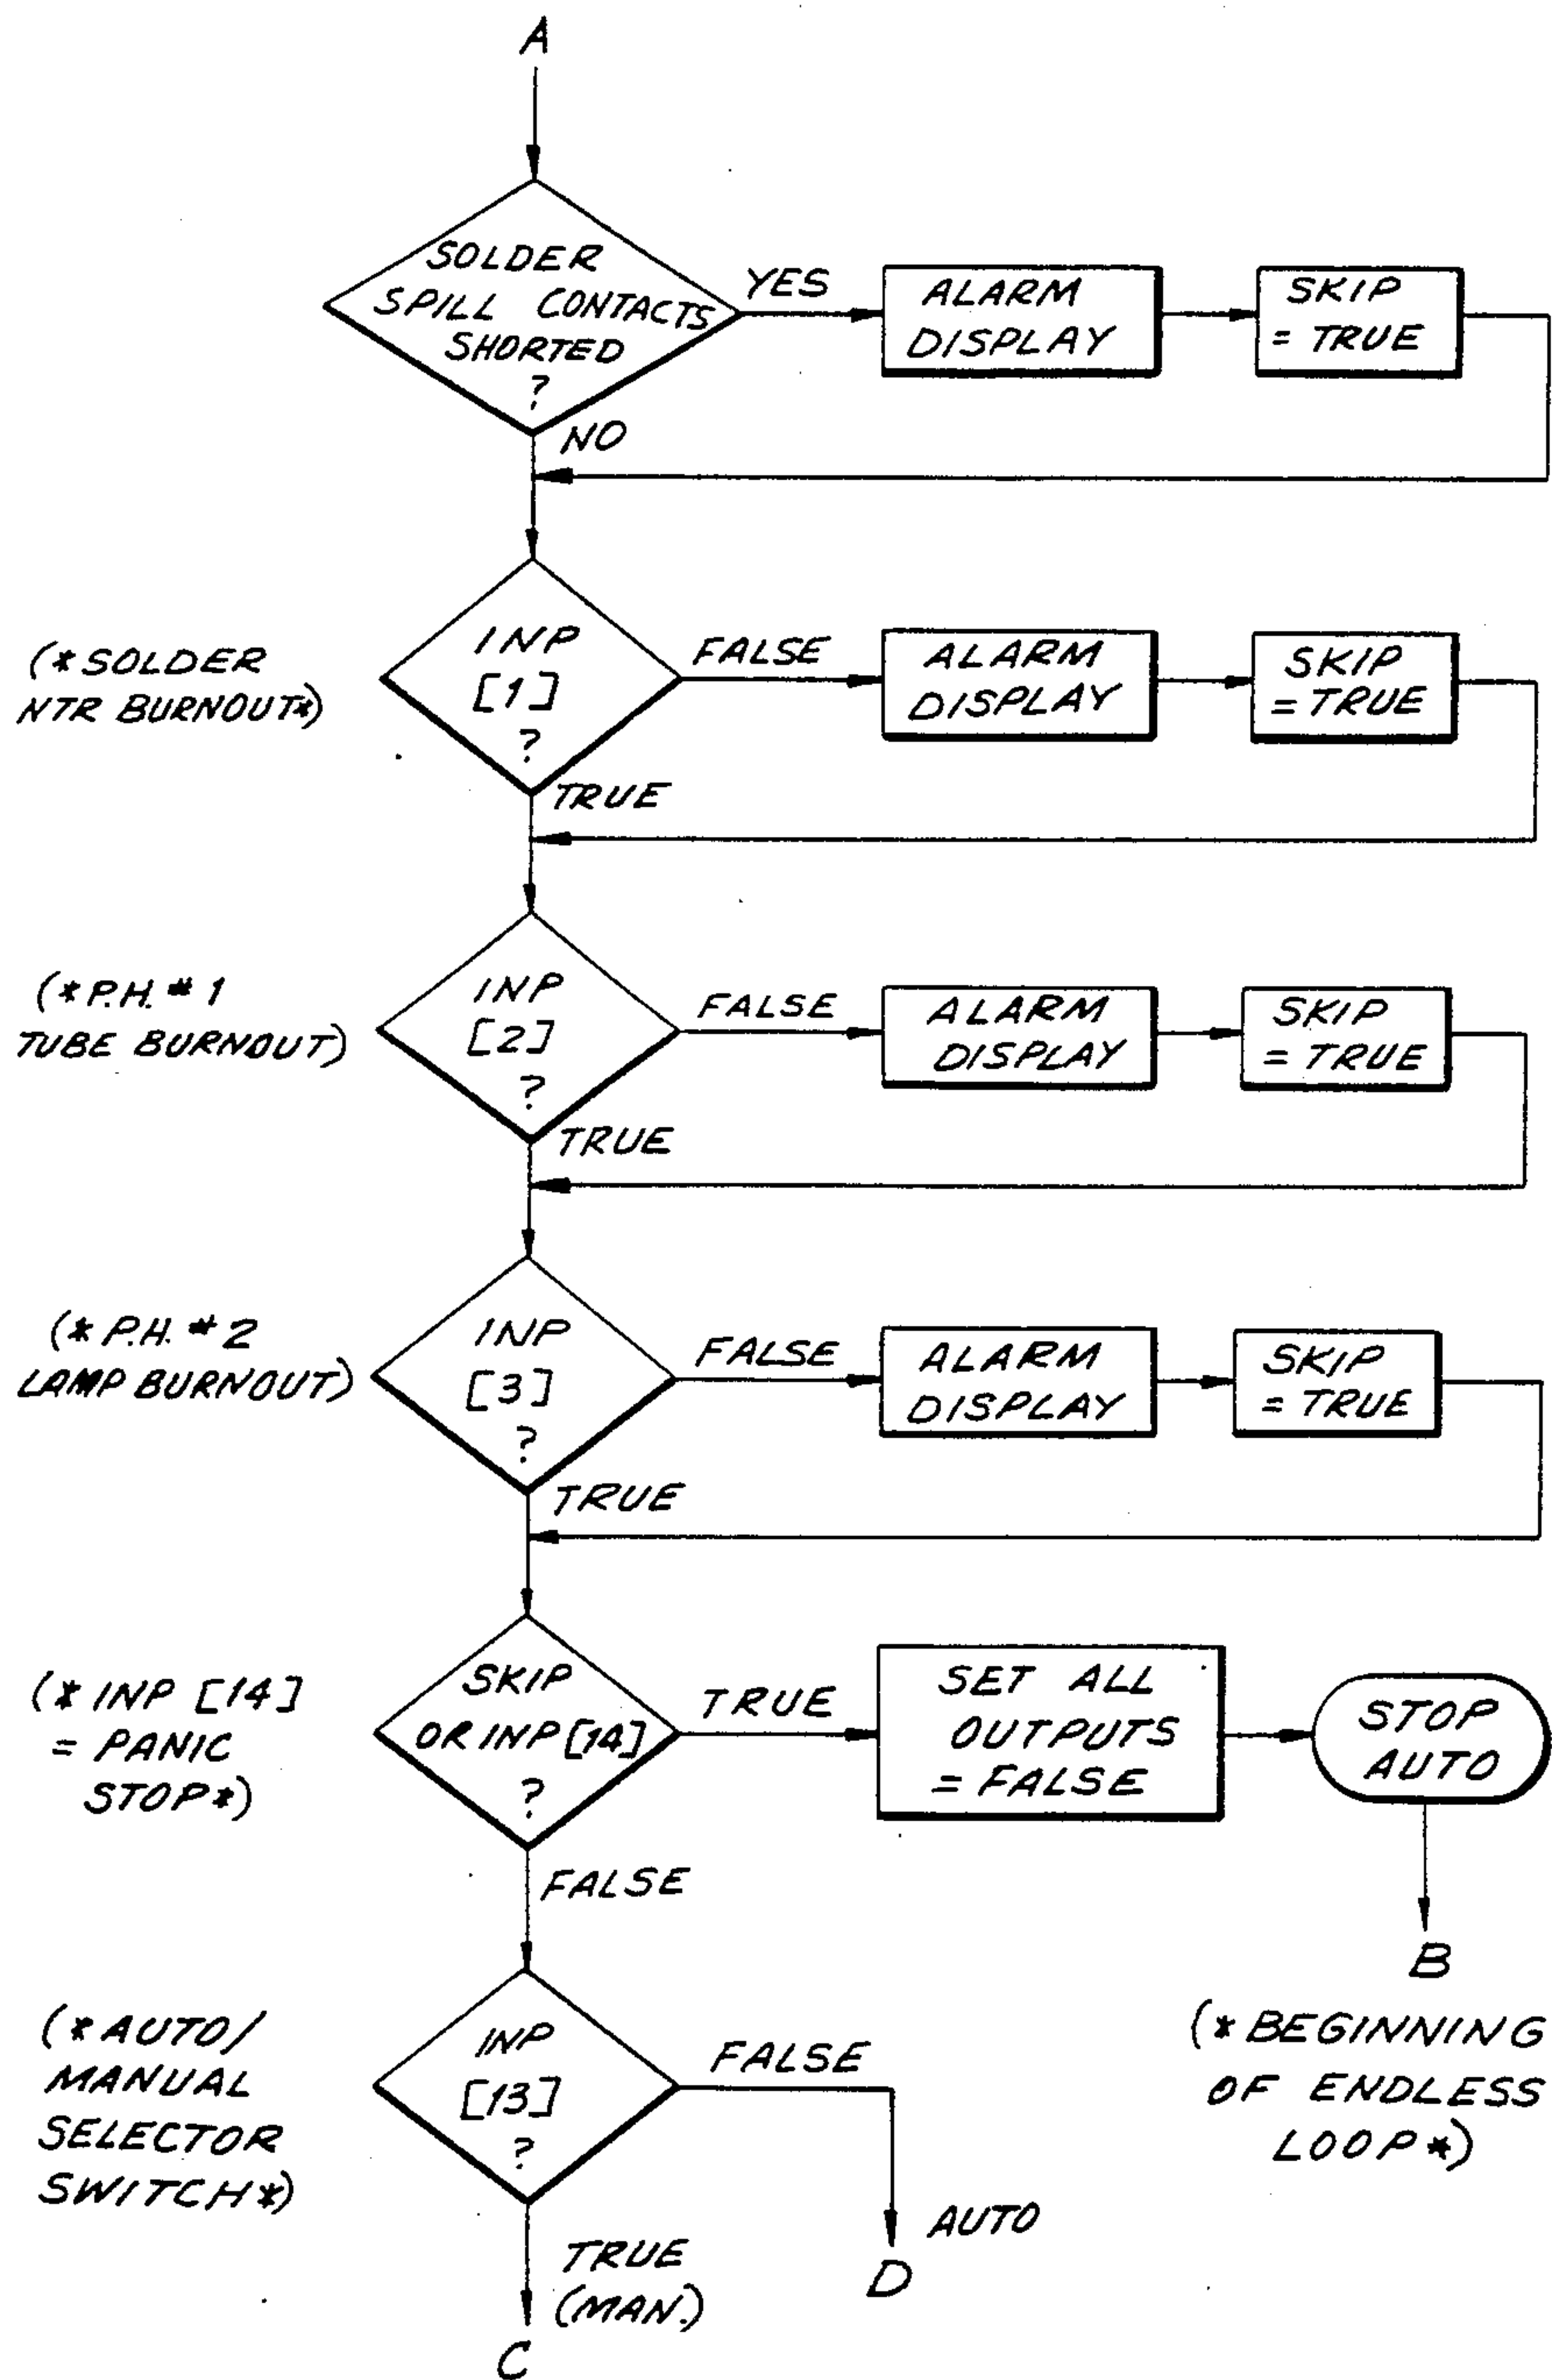 A
SOLDER
SPILL CONTACTS
SHORTED
?
YES
ALARM
DISPLAY
SKIP
= TRUE
NO
(* SOLDER
NTR BURNOUT*)
INP
[1]
?
FALSE
ALARM
DISPLAY
SKIP
= TRUE
TRUE
(* P.H. # 1
TUBE BURNOUT)
INP
[2]
?
FALSE
ALARM
DISPLAY
SKIP
= TRUE
TRUE
(* P.H. # 2
LAMP BURNOUT)
INP
[3]
?
FALSE
ALARM
DISPLAY
SKIP
= TRUE
TRUE
(* INP [14]
= PANIC
STOP *)
SKIP
OR INP [14]
?
TRUE
SET ALL
OUTPUTS
= FALSE
STOP
AUTO
FALSE
B
(* BEGINNING
OF ENDLESS
LOOP *)
(* AUTO/
MANUAL
SELECTOR
SWITCH *)
INP
[13]
?
FALSE
AUTO
D
TRUE
(MAN.)
C